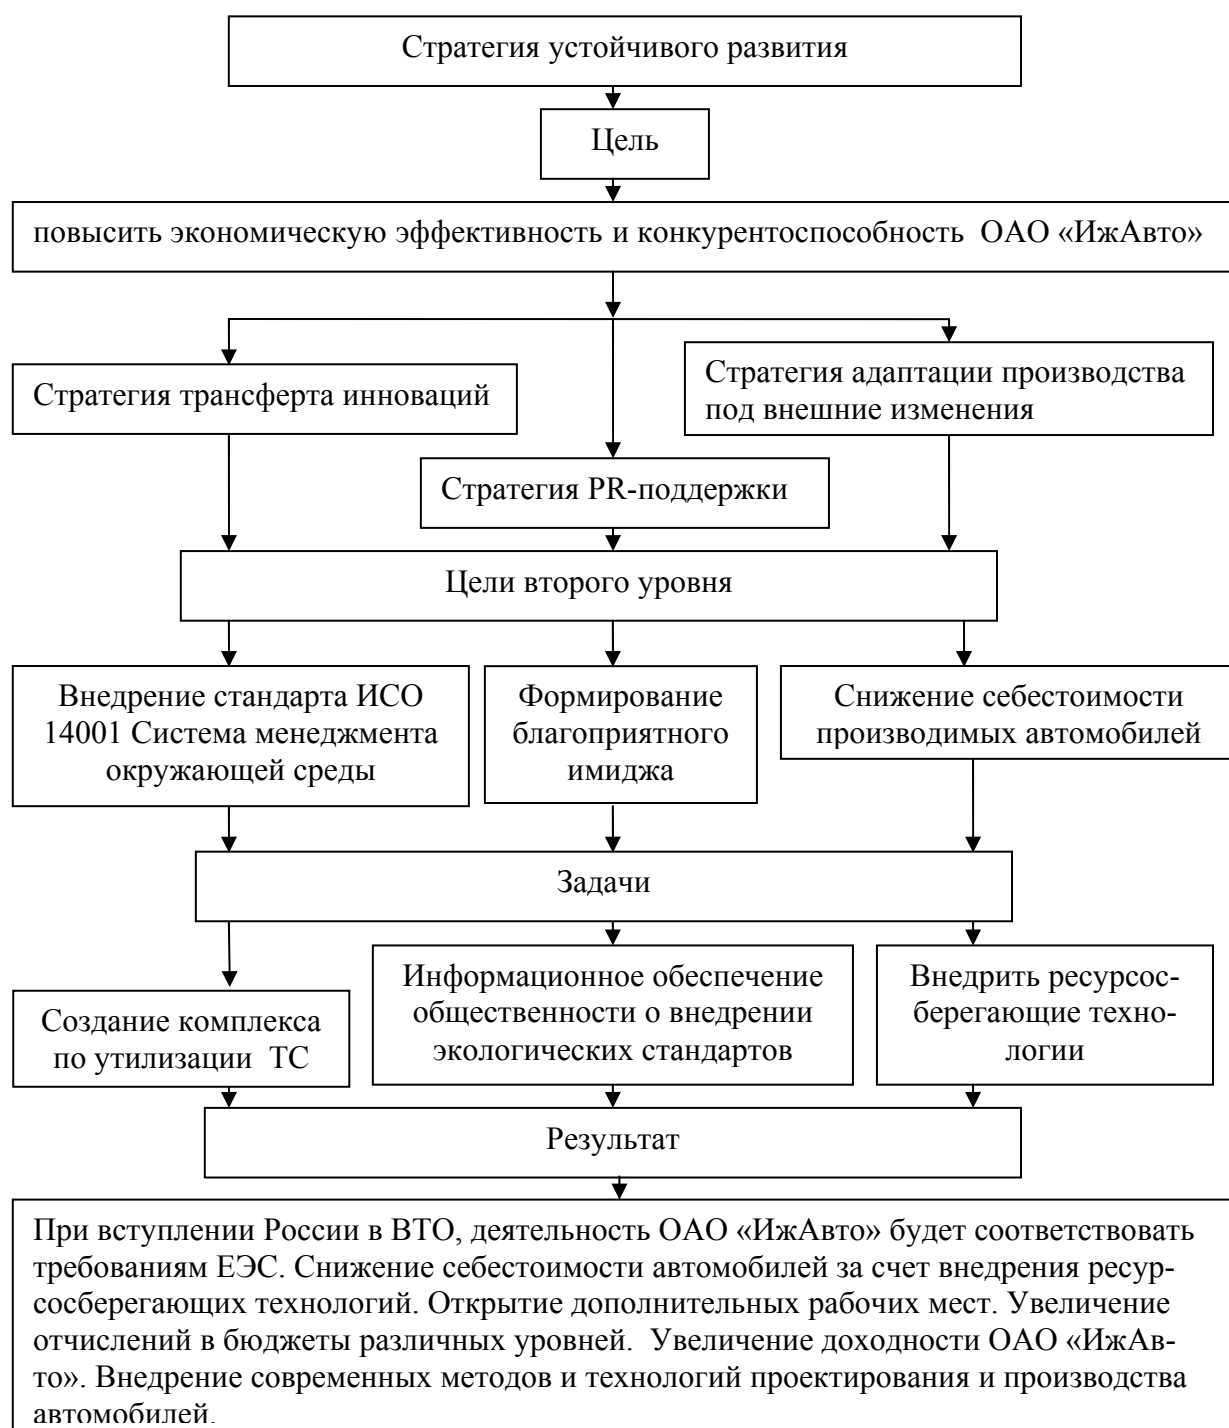 Стратегия устойчивого развития
Цель
повысить экономическую эффективность и конкурентоспособность ОАО «ИжАвто»
Стратегия трансферта инноваций
Стратегия адаптации производства
под внешние изменения
Стратегия PR-поддержки
Цели второго уровня
Внедрение стандарта ИСО
14001 Система менеджмента
окружающей среды
Формирование
благоприятного
имиджа
Снижение себестоимости
производимых автомобилей
Задачи
Создание комплекса
по утилизации ТС
Информационное обеспечение
общественности о внедрении
экологических стандартов
Внедрить ресурсос-
берегающие техно-
логии
Результат
При вступлении России в ВТО, деятельность ОАО «ИжАвто» будет соответствовать
требованиям ЕЭС. Снижение себестоимости автомобилей за счет внедрения ресур-
сосберегающих технологий. Открытие дополнительных рабочих мест. Увеличение
отчислений в бюджеты различных уровней. Увеличение доходности ОАО «ИжАв-
то». Внедрение современных методов и технологий проектирования и производства
автомобилей.